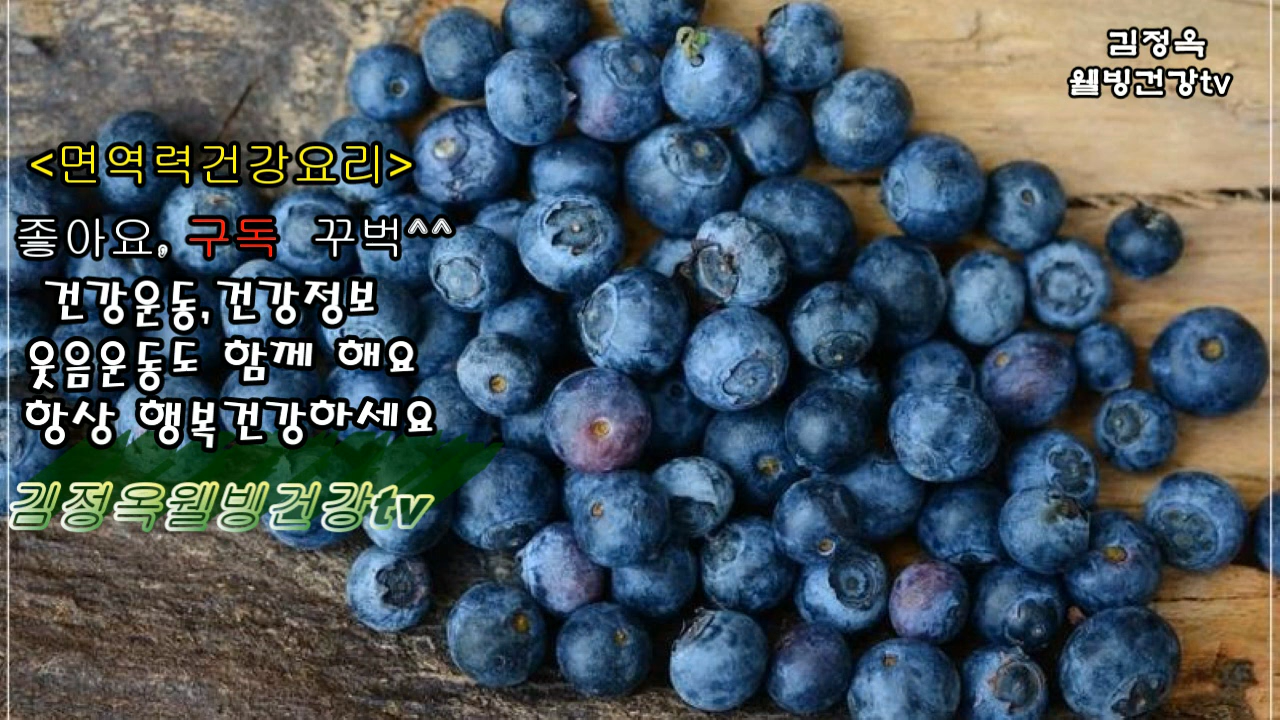 김정옥
웰빙건강tv
<면역력건강요리>
좋아요, 구독 꾸벅^^
건강운동,건강정보
웃음운동도 함께 해요
항상 행복건강하세요
김정옥웰빙건강tv